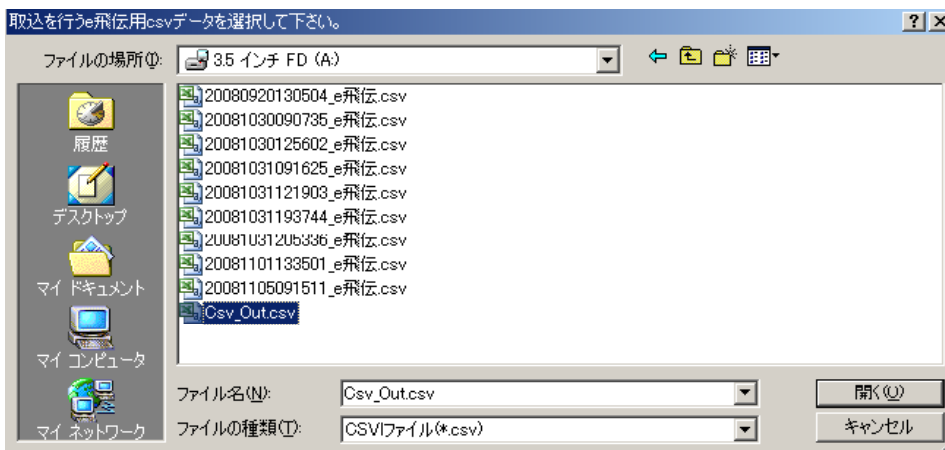 取込を行うe飛伝用csvデータを選択して下さい。
ファイルの場所(I):
3.5 インチ FD (A:)
20080920130504_e飛伝.csv
20081030090735_e飛伝.csv
20081030125602_e飛伝.csv
20081031091625_e飛伝.csv
20081031121903_e飛伝.csv
20081031193744_e飛伝.csv
20081031205336_e飛伝.csv
20081101133501_e飛伝.csv
20081105091511_e飛伝.csv
Csv_Out.csv
履歴
デスクトップ
マイ ドキュメント
マイ コンピュータ
マイ ネットワーク
ファイル名(N):
Csv_Out.csv
開く(O)
ファイルの種類(T):
CSVファイル(*.csv)
キャンセル